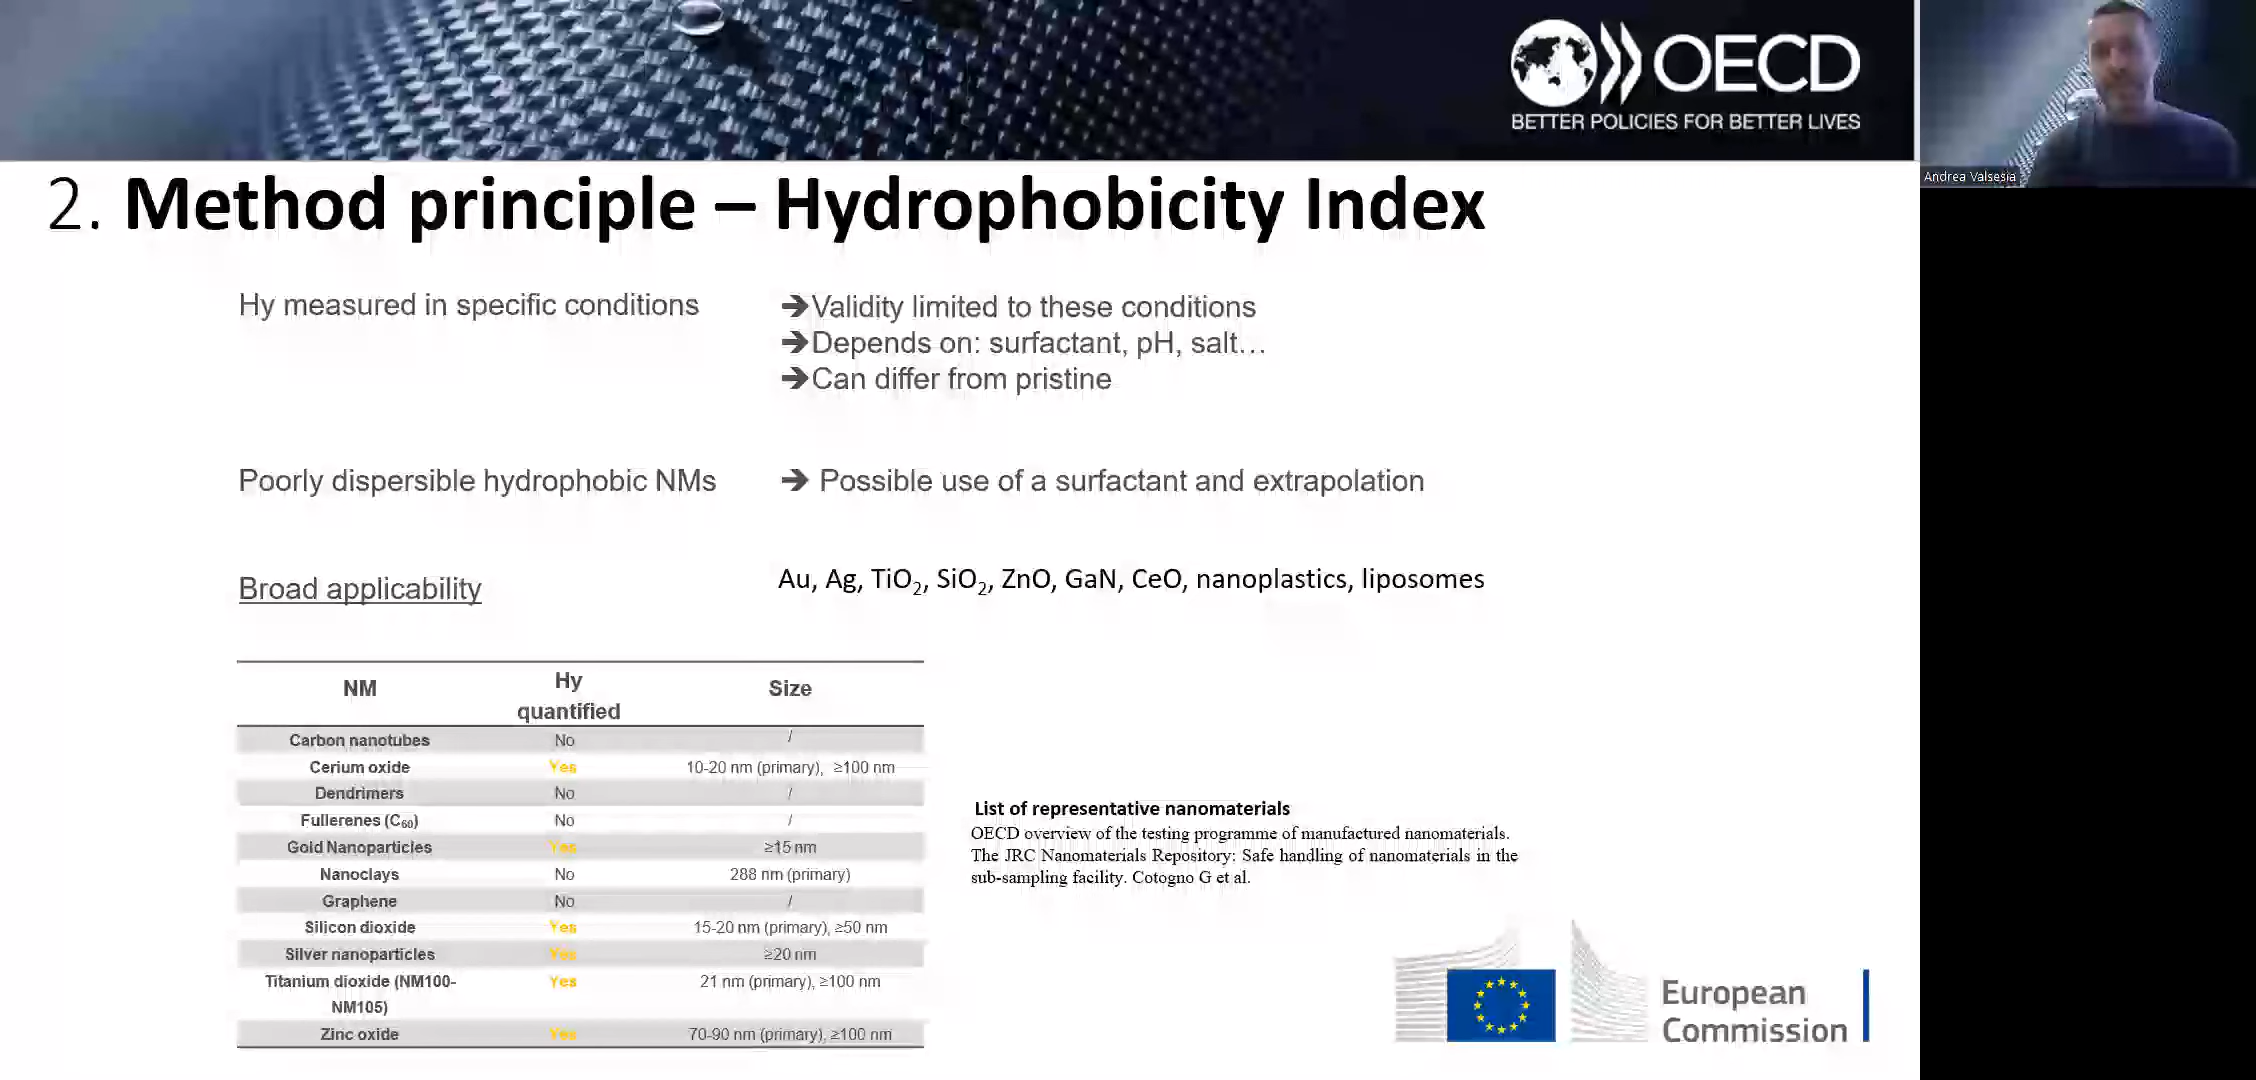 OECD
BETTER POLICIES FOR BETTER LIVES
Andrea Valsesia
2. Method principle – Hydrophobicity Index
Hy measured in specific conditions
➔Validity limited to these conditions
➔Depends on: surfactant, pH, salt…
➔Can differ from pristine
Poorly dispersible hydrophobic NMs
➔ Possible use of a surfactant and extrapolation
Broad applicability
Au, Ag, TiO₂, SiO₂, ZnO, GaN, CeO, nanoplastics, liposomes
NM Hy quantified Size
Carbon nanotubes No /
Cerium oxide Yes 10-20 nm (primary), ≥100 nm
Dendrimers No /
Fullerenes (C₆₀) No /
Gold Nanoparticles Yes ≥15 nm
Nanoclays No 288 nm (primary)
Graphene No /
Silicon dioxide Yes 15-20 nm (primary), ≥50 nm
Silver nanoparticles Yes ≥20 nm
Titanium dioxide (NM100-NM105) Yes 21 nm (primary), ≥100 nm
Zinc oxide Yes 70-90 nm (primary), ≥100 nm
List of representative nanomaterials
OECD overview of the testing programme of manufactured nanomaterials.
The JRC Nanomaterials Repository: Safe handling of nanomaterials in the
sub-sampling facility. Cotogno G et al.
European
Commission